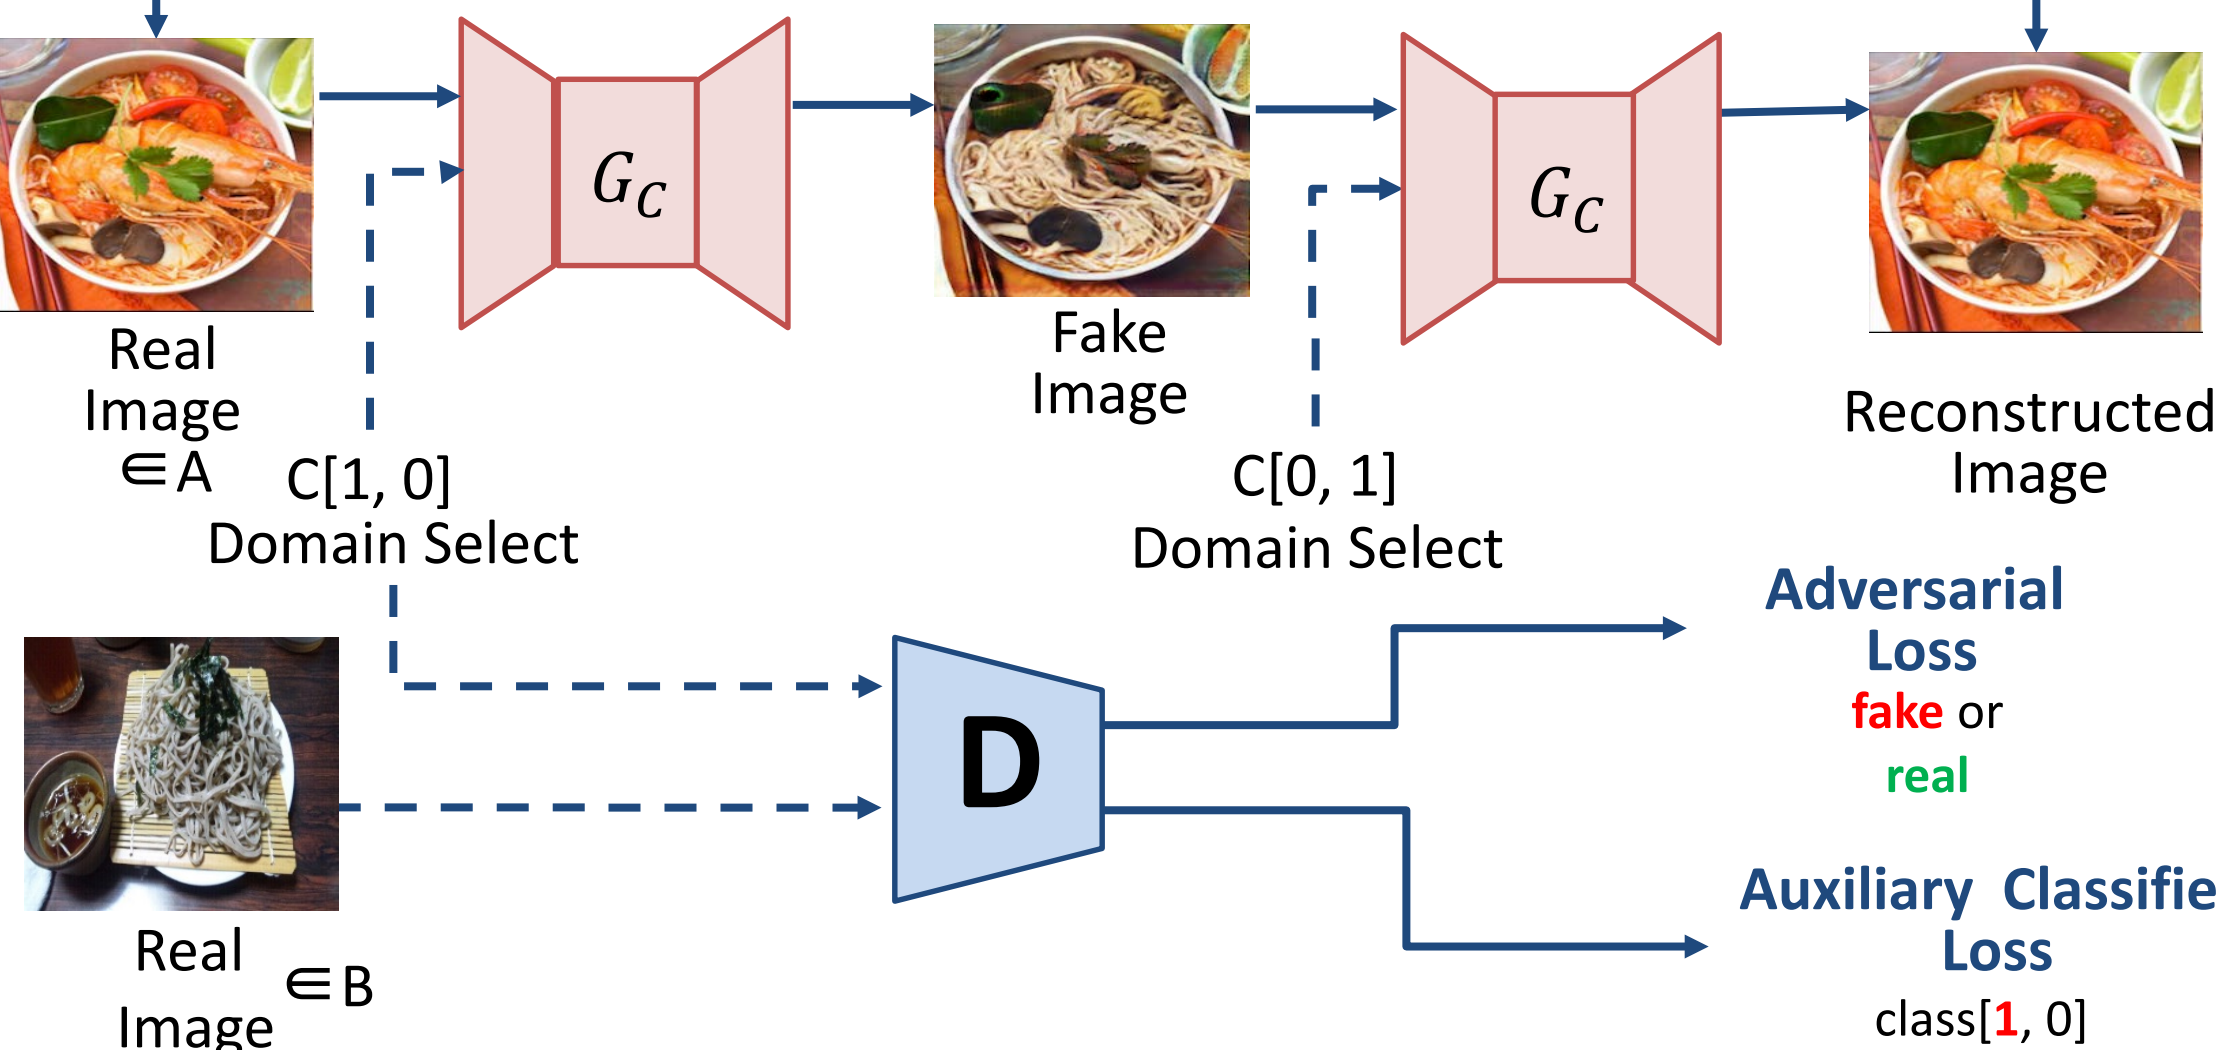 G_C
G_C
Real
Image
∈ A
C[1, 0]
Domain Select
Fake
Image
C[0, 1]
Domain Select
Reconstructed
Image
D
Adversarial
Loss
fake or
real
Real
Image
∈ B
Auxiliary Classifie
Loss
class[1, 0]